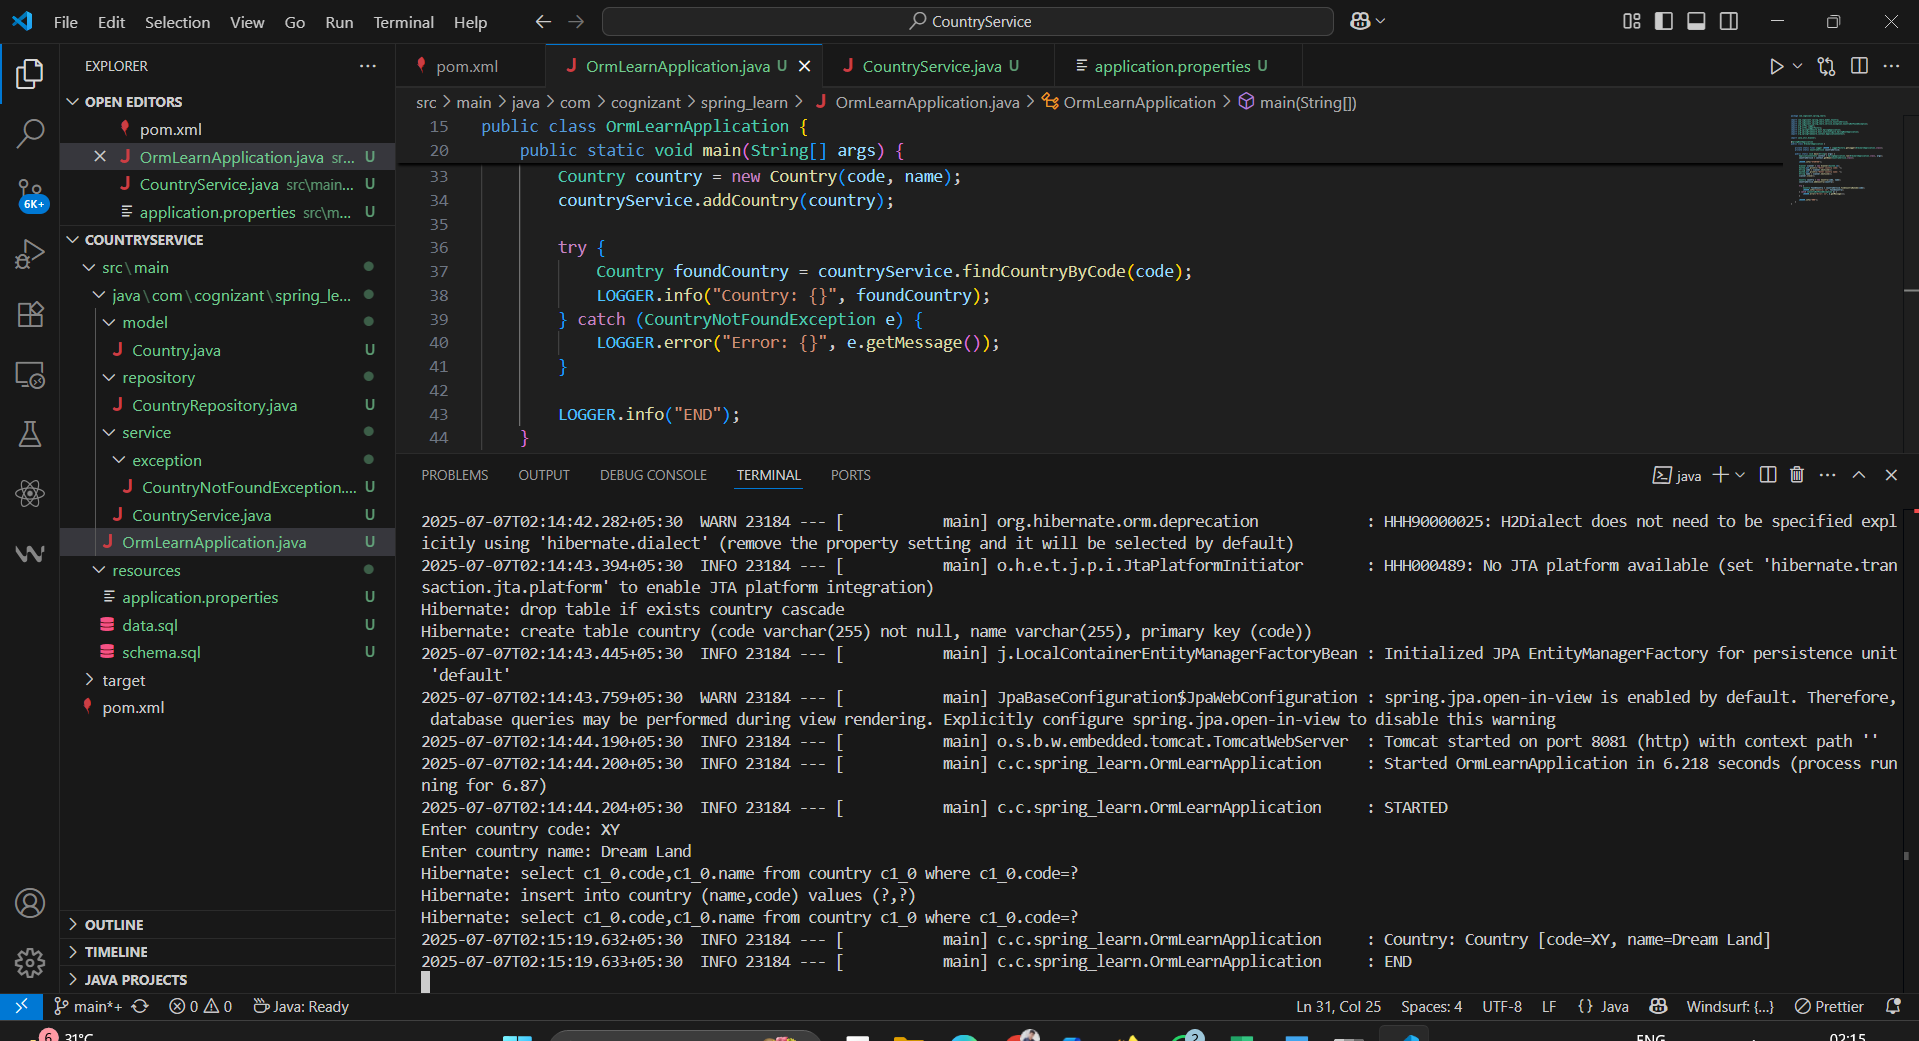 File Edit Selection View Go Run Terminal Help
CountryService
EXPLORER
OPEN EDITORS
pom.xml
OrmLearnApplication.java sr... U
CountryService.java src\main... U
application.properties src\m... U
6K+
COUNTRYSERVICE
src\main
java\com\cognizant\spring_le...
model
Country.java U
repository
CountryRepository.java U
service
exception
CountryNotFoundException.... U
CountryService.java U
OrmLearnApplication.java U
resources
application.properties U
data.sql U
schema.sql U
target
pom.xml
OUTLINE
TIMELINE
JAVA PROJECTS
pom.xml
OrmLearnApplication.java U
CountryService.java U
application.properties U
src > main > java > com > cognizant > spring_learn > OrmLearnApplication.java > OrmLearnApplication > main(String[])
15 public class OrmLearnApplication {
20 public static void main(String[] args) {
33 Country country = new Country(code, name);
34 countryService.addCountry(country);
35
36 try {
37 Country foundCountry = countryService.findCountryByCode(code);
38 LOGGER.info("Country: {}", foundCountry);
39 } catch (CountryNotFoundException e) {
40 LOGGER.error("Error: {}", e.getMessage());
41 }
42
43 LOGGER.info("END");
44 }
PROBLEMS OUTPUT DEBUG CONSOLE TERMINAL PORTS
java
2025-07-07T02:14:42.282+05:30 WARN 23184 --- [ main] org.hibernate.orm.deprecation : HHH90000025: H2Dialect does not need to be specified expl
icitly using 'hibernate.dialect' (remove the property setting and it will be selected by default)
2025-07-07T02:14:43.394+05:30 INFO 23184 --- [ main] o.h.e.t.j.p.i.JtaPlatformInitiator : HHH000489: No JTA platform available (set 'hibernate.tran
saction.jta.platform' to enable JTA platform integration)
Hibernate: drop table if exists country cascade
Hibernate: create table country (code varchar(255) not null, name varchar(255), primary key (code))
2025-07-07T02:14:43.445+05:30 INFO 23184 --- [ main] j.LocalContainerEntityManagerFactoryBean : Initialized JPA EntityManagerFactory for persistence unit
'default'
2025-07-07T02:14:43.759+05:30 WARN 23184 --- [ main] JpaBaseConfiguration$JpaWebConfiguration : spring.jpa.open-in-view is enabled by default. Therefore,
database queries may be performed during view rendering. Explicitly configure spring.jpa.open-in-view to disable this warning
2025-07-07T02:14:44.190+05:30 INFO 23184 --- [ main] o.s.b.w.embedded.tomcat.TomcatWebServer : Tomcat started on port 8081 (http) with context path ''
2025-07-07T02:14:44.200+05:30 INFO 23184 --- [ main] c.c.spring_learn.OrmLearnApplication : Started OrmLearnApplication in 6.218 seconds (process run
ning for 6.87)
2025-07-07T02:14:44.204+05:30 INFO 23184 --- [ main] c.c.spring_learn.OrmLearnApplication : STARTED
Enter country code: XY
Enter country name: Dream Land
Hibernate: select c1_0.code,c1_0.name from country c1_0 where c1_0.code=?
Hibernate: insert into country (name,code) values (?,?)
Hibernate: select c1_0.code,c1_0.name from country c1_0 where c1_0.code=?
2025-07-07T02:15:19.632+05:30 INFO 23184 --- [ main] c.c.spring_learn.OrmLearnApplication : Country: Country [code=XY, name=Dream Land]
2025-07-07T02:15:19.633+05:30 INFO 23184 --- [ main] c.c.spring_learn.OrmLearnApplication : END
main*+ 0 0 Java: Ready
Ln 31, Col 25 Spaces: 4 UTF-8 LF {} Java Windsurf: {...} Prettier
6 31°C
2
ENG
02:15